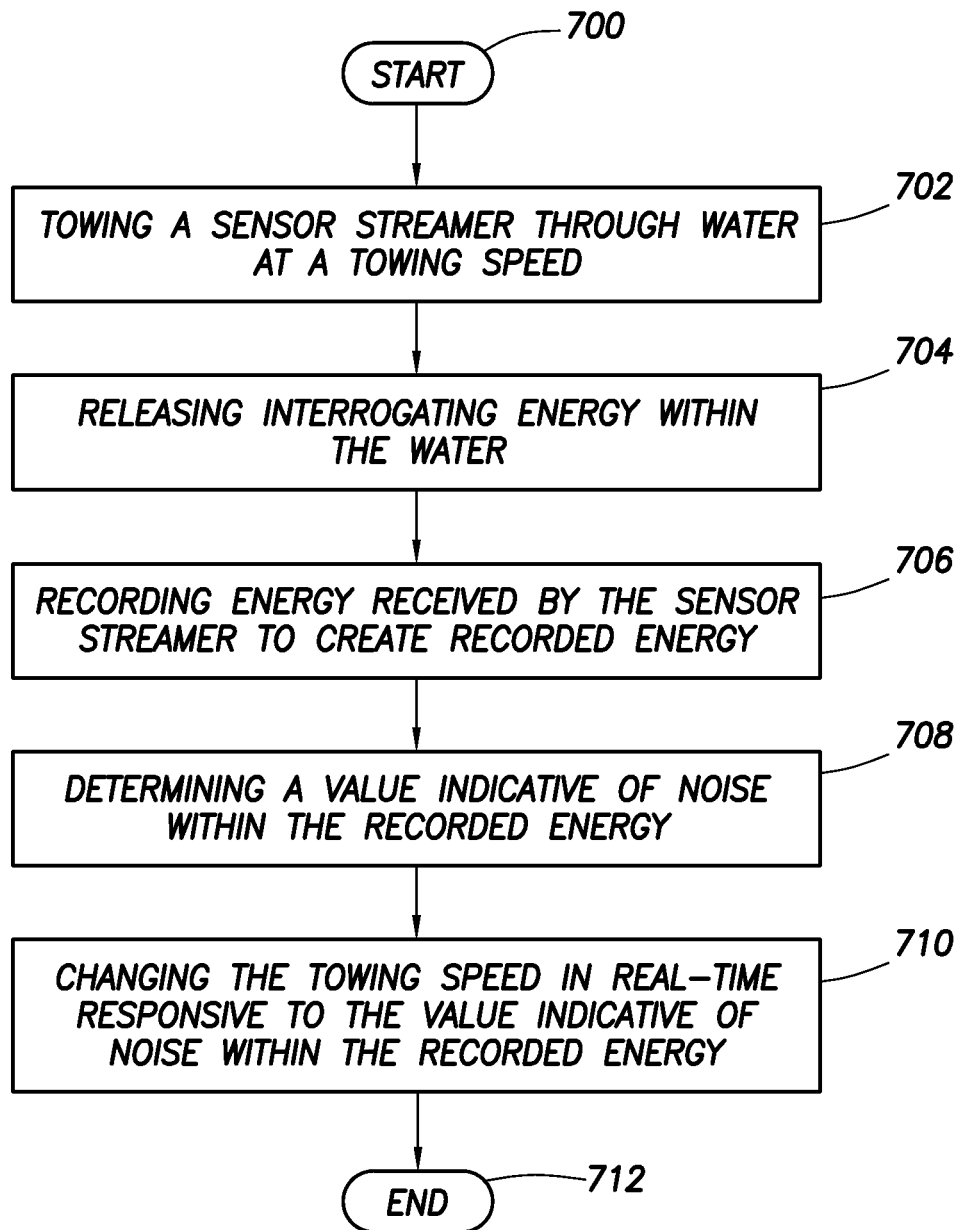 700
START
702
TOWING A SENSOR STREAMER THROUGH WATER
AT A TOWING SPEED
704
RELEASING INTERROGATING ENERGY WITHIN
THE WATER
706
RECORDING ENERGY RECEIVED BY THE SENSOR
STREAMER TO CREATE RECORDED ENERGY
708
DETERMINING A VALUE INDICATIVE OF NOISE
WITHIN THE RECORDED ENERGY
710
CHANGING THE TOWING SPEED IN REAL-TIME
RESPONSIVE TO THE VALUE INDICATIVE OF
NOISE WITHIN THE RECORDED ENERGY
712
END